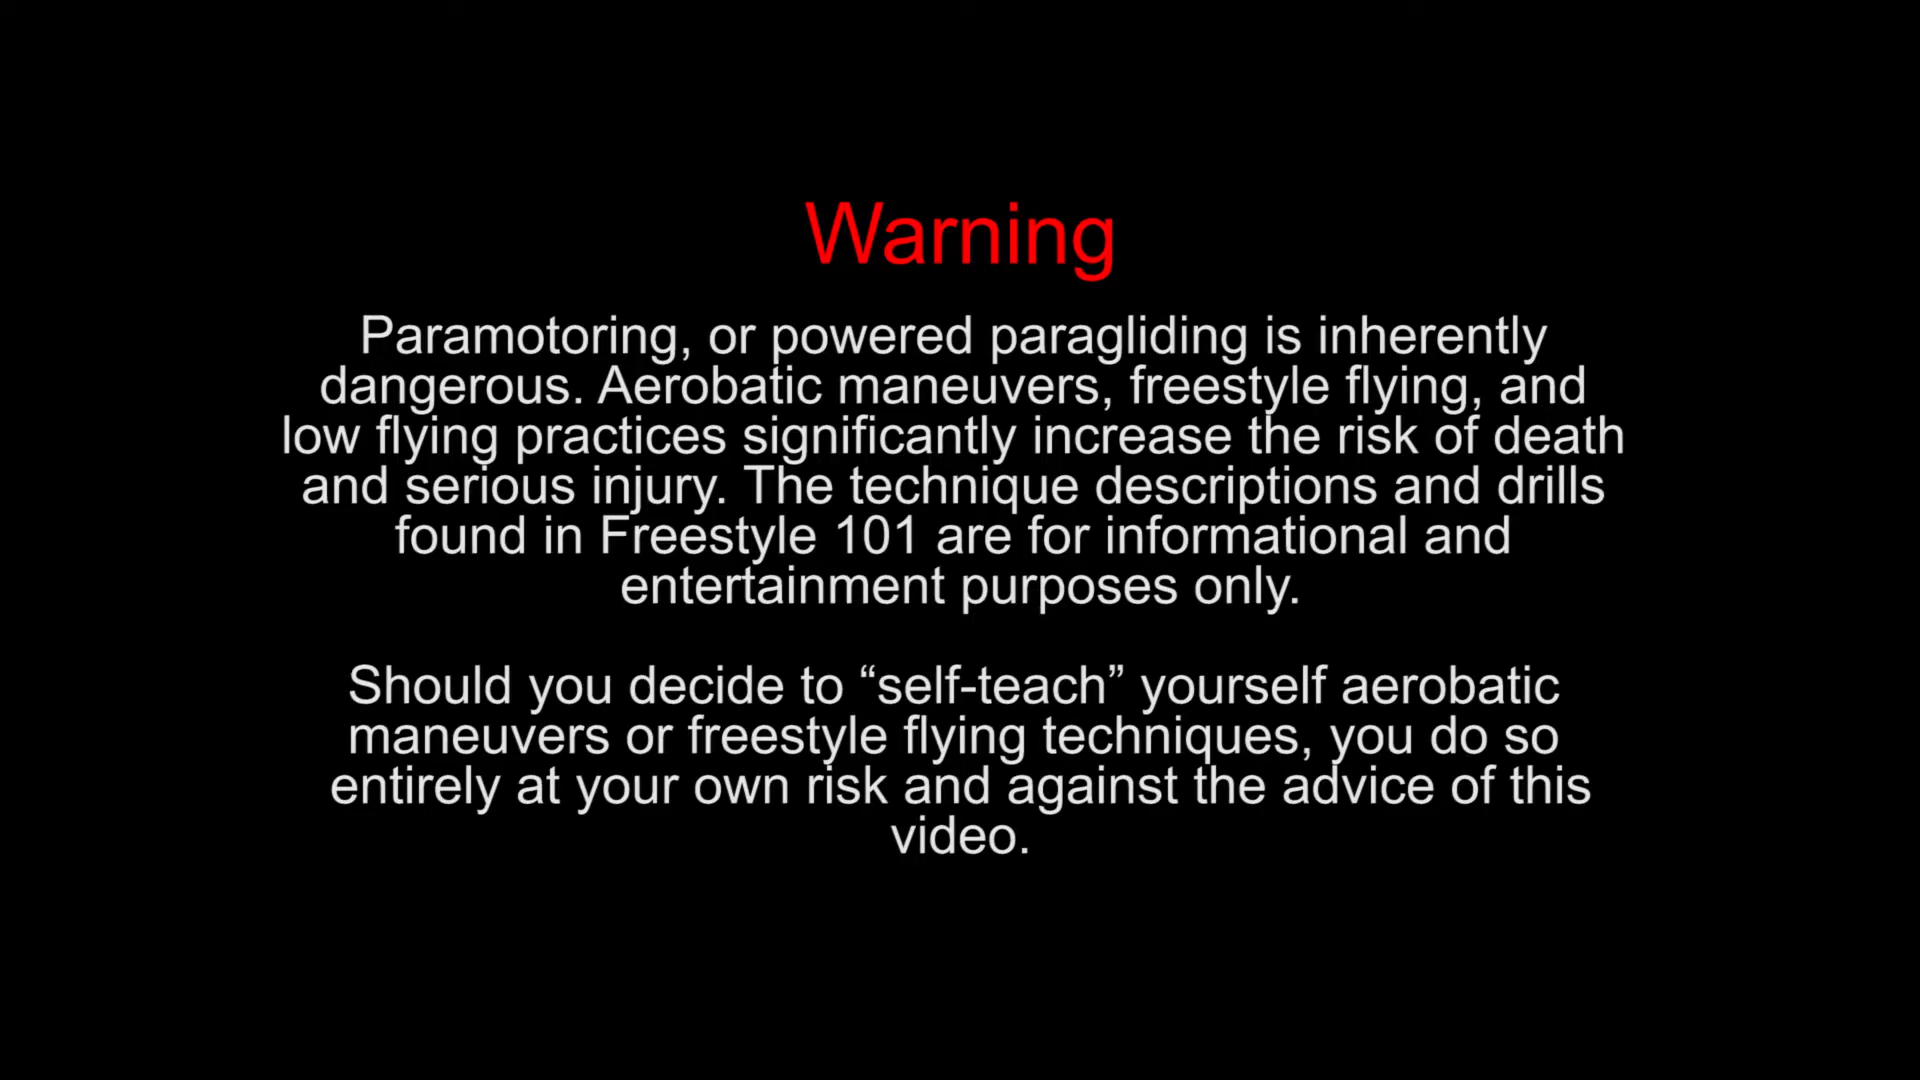 Warning
Paramotoring, or powered paragliding is inherently
dangerous. Aerobatic maneuvers, freestyle flying, and
low flying practices significantly increase the risk of death
and serious injury. The technique descriptions and drills
found in Freestyle 101 are for informational and
entertainment purposes only.
Should you decide to “self-teach” yourself aerobatic
maneuvers or freestyle flying techniques, you do so
entirely at your own risk and against the advice of this
video.